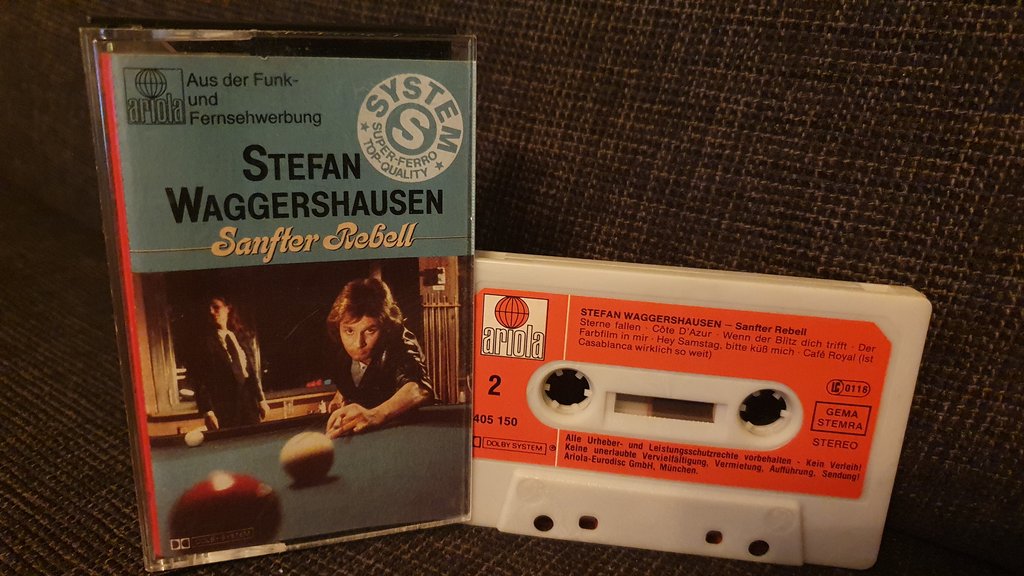 ariola
Aus der Funk-
und
Fernsehwerbung
SYSTEM
S
SUPER-FERRO
★ TOP-QUALITY ★
STEFAN
WAGGERSHAUSEN
Sanfter Rebell
ariola
STEFAN WAGGERSHAUSEN – Sanfter Rebell
Sterne fallen · Côte D'Azur · Wenn der Blitz dich trifft · Der
Farbfilm in mir · Hey Samstag, bitte küß mich · Café Royal (Ist
Casablanca wirklich so weit)
2
405 150
DOLBY SYSTEM ℗
LC 0116
GEMA
STEMRA
STEREO
Alle Urheber- und Leistungsschutzrechte vorbehalten · Kein Verleih!
Keine unerlaubte Vervielfältigung, Vermietung, Aufführung, Sendung!
Ariola-Eurodisc GmbH, München.